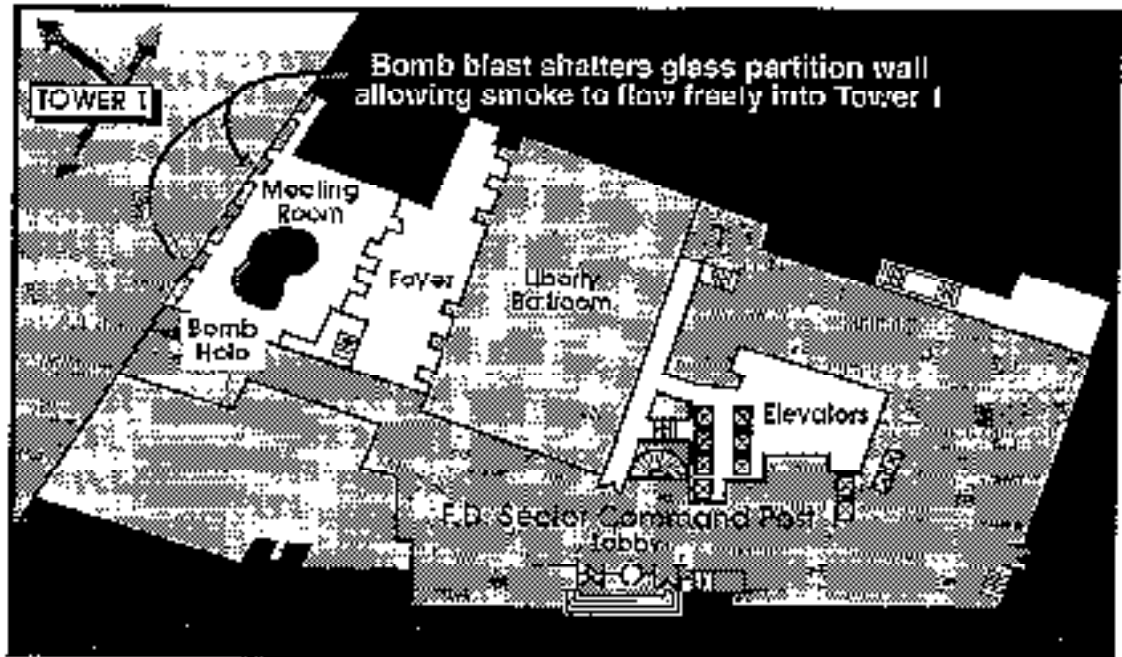 Bomb blast shatters glass partition wall
allowing smoke to flow freely into Tower 1
TOWER 1
Meeting
Room
Foyer
Liberty
Ballroom
Bomb
Hole
Elevators
F.D. Sector Command Post
Lobby